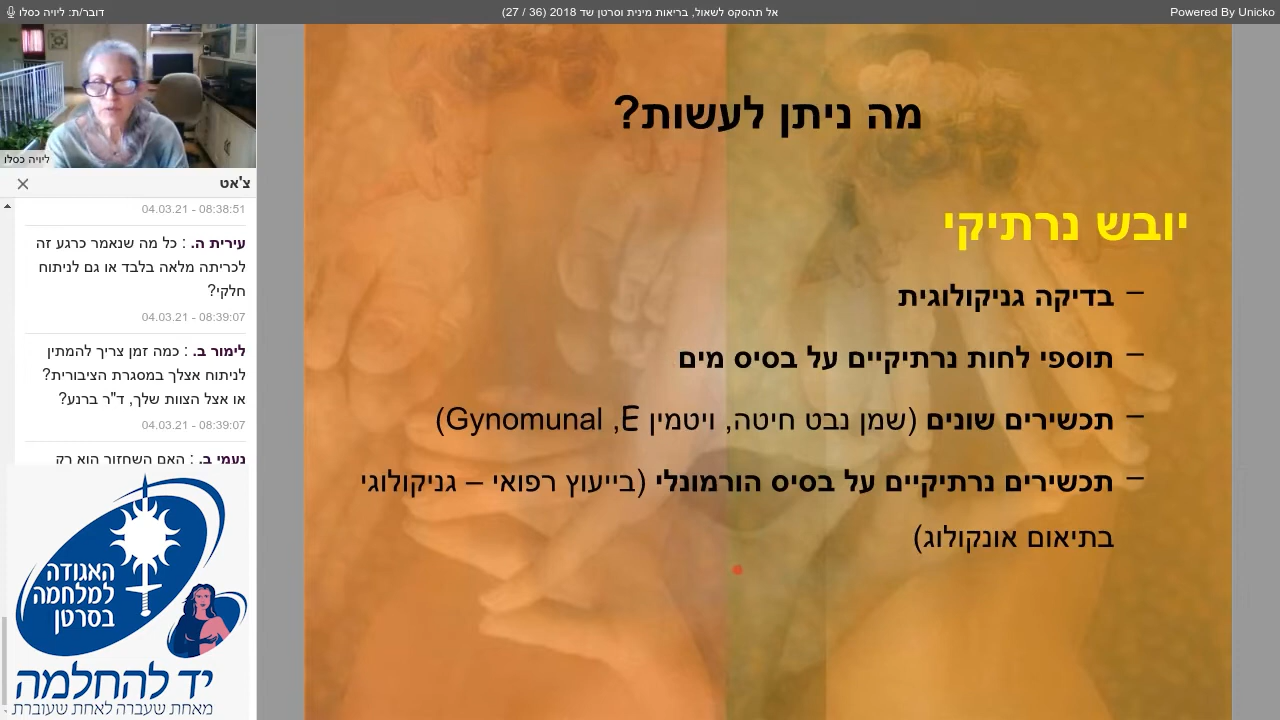 דובר/ת: ליויה כסלו
אל תהסקס לשאול, בריאות מינית וסרטן שד 2018 (36 / 27)
Powered By Unicko
ליויה כסלו
צ'אט
04.03.21 - 08:38:51
עירית ה. : כל מה שנאמר כרגע זה
לכריתה מלאה בלבד או גם לניתוח
חלקי?
04.03.21 - 08:39:07
לימור ב. : כמה זמן צריך להמתין
לניתוח אצלך במסגרת הציבורית?
או אצל הצוות שלך, ד"ר ברנע?
04.03.21 - 08:39:07
נעמי ב. : האם השחזור הוא רק
האגודה
למלחמה
בסרטן
יד להחלמה
מאחת שעברה לאחת שעוברת
מה ניתן לעשות?
יובש נרתיקי
– בדיקה גניקולוגית
– תוספי לחות נרתיקיים על בסיס מים
– תכשירים שונים (שמן נבט חיטה, ויטמין E, Gynomunal)
– תכשירים נרתיקיים על בסיס הורמונלי (בייעוץ רפואי – גניקולוגי
בתיאום אונקולוג)